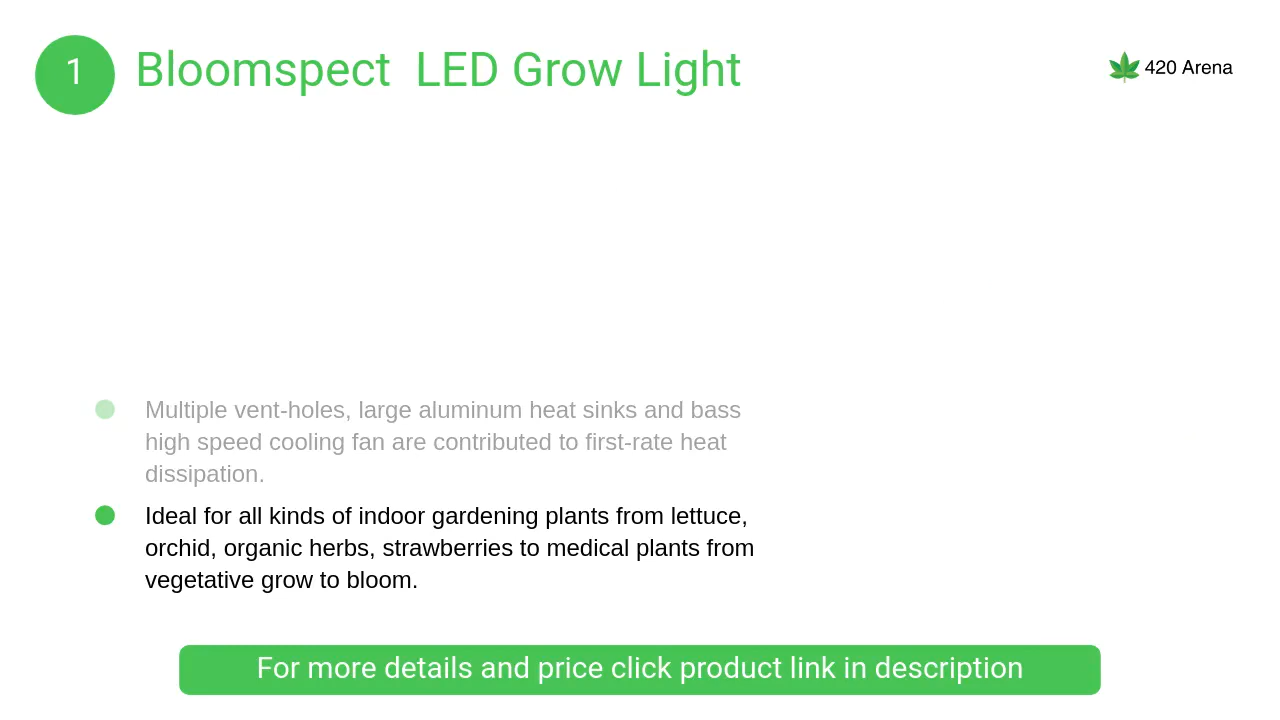 1
Bloomspect  LED Grow Light
420 Arena
Multiple vent-holes, large aluminum heat sinks and bass
high speed cooling fan are contributed to first-rate heat
dissipation.
Ideal for all kinds of indoor gardening plants from lettuce,
orchid, organic herbs, strawberries to medical plants from
vegetative grow to bloom.
For more details and price click product link in description